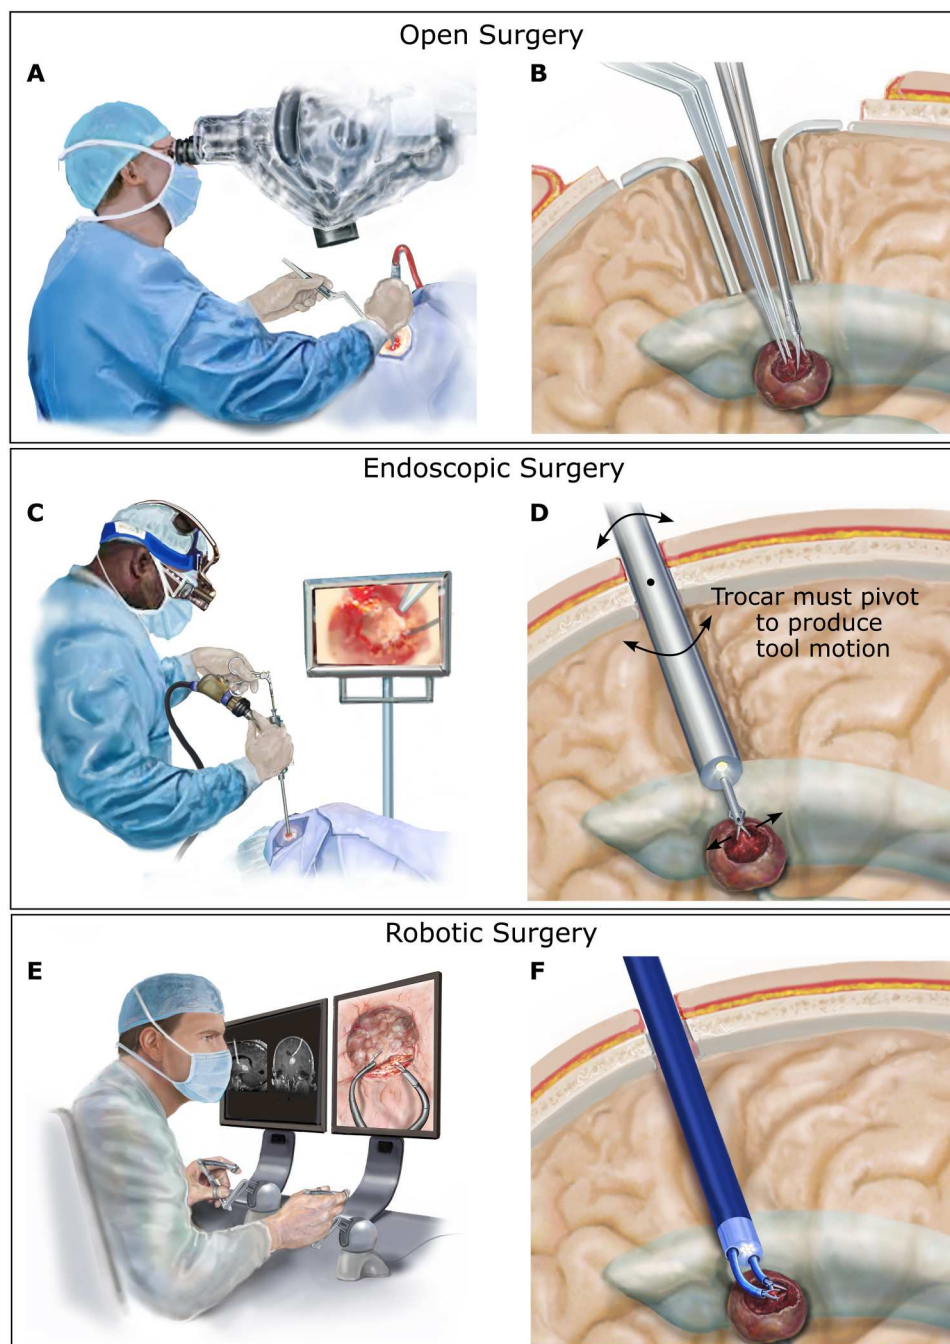 Open Surgery
A
B
Endoscopic Surgery
C
D
Trocar must pivot
to produce
tool motion
Robotic Surgery
E
F